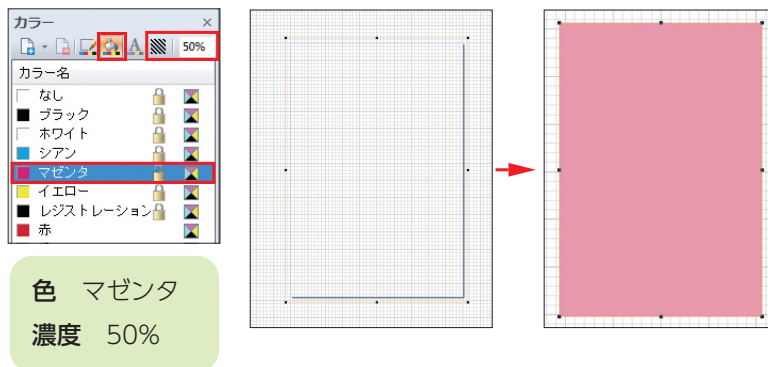 カラー
50%
カラー名
なし
ブラック
ホワイト
シアン
マゼンタ
イエロー
レジストレーション
赤
色 マゼンタ
濃度 50%